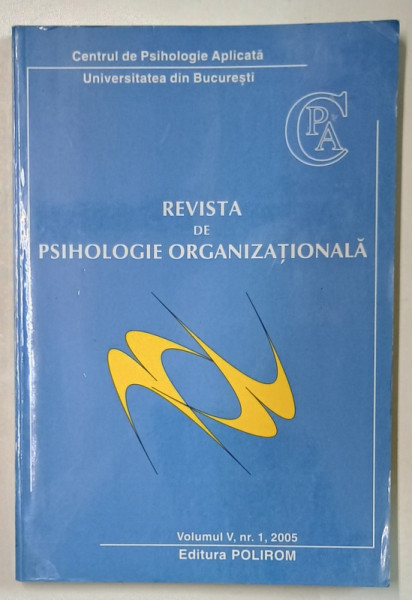 Centrul de Psihologie Aplicată
Universitatea din București
CPA
REVISTA
DE
PSIHOLOGIE ORGANIZAȚIONALĂ
Volumul V, nr. 1, 2005
Editura POLIROM